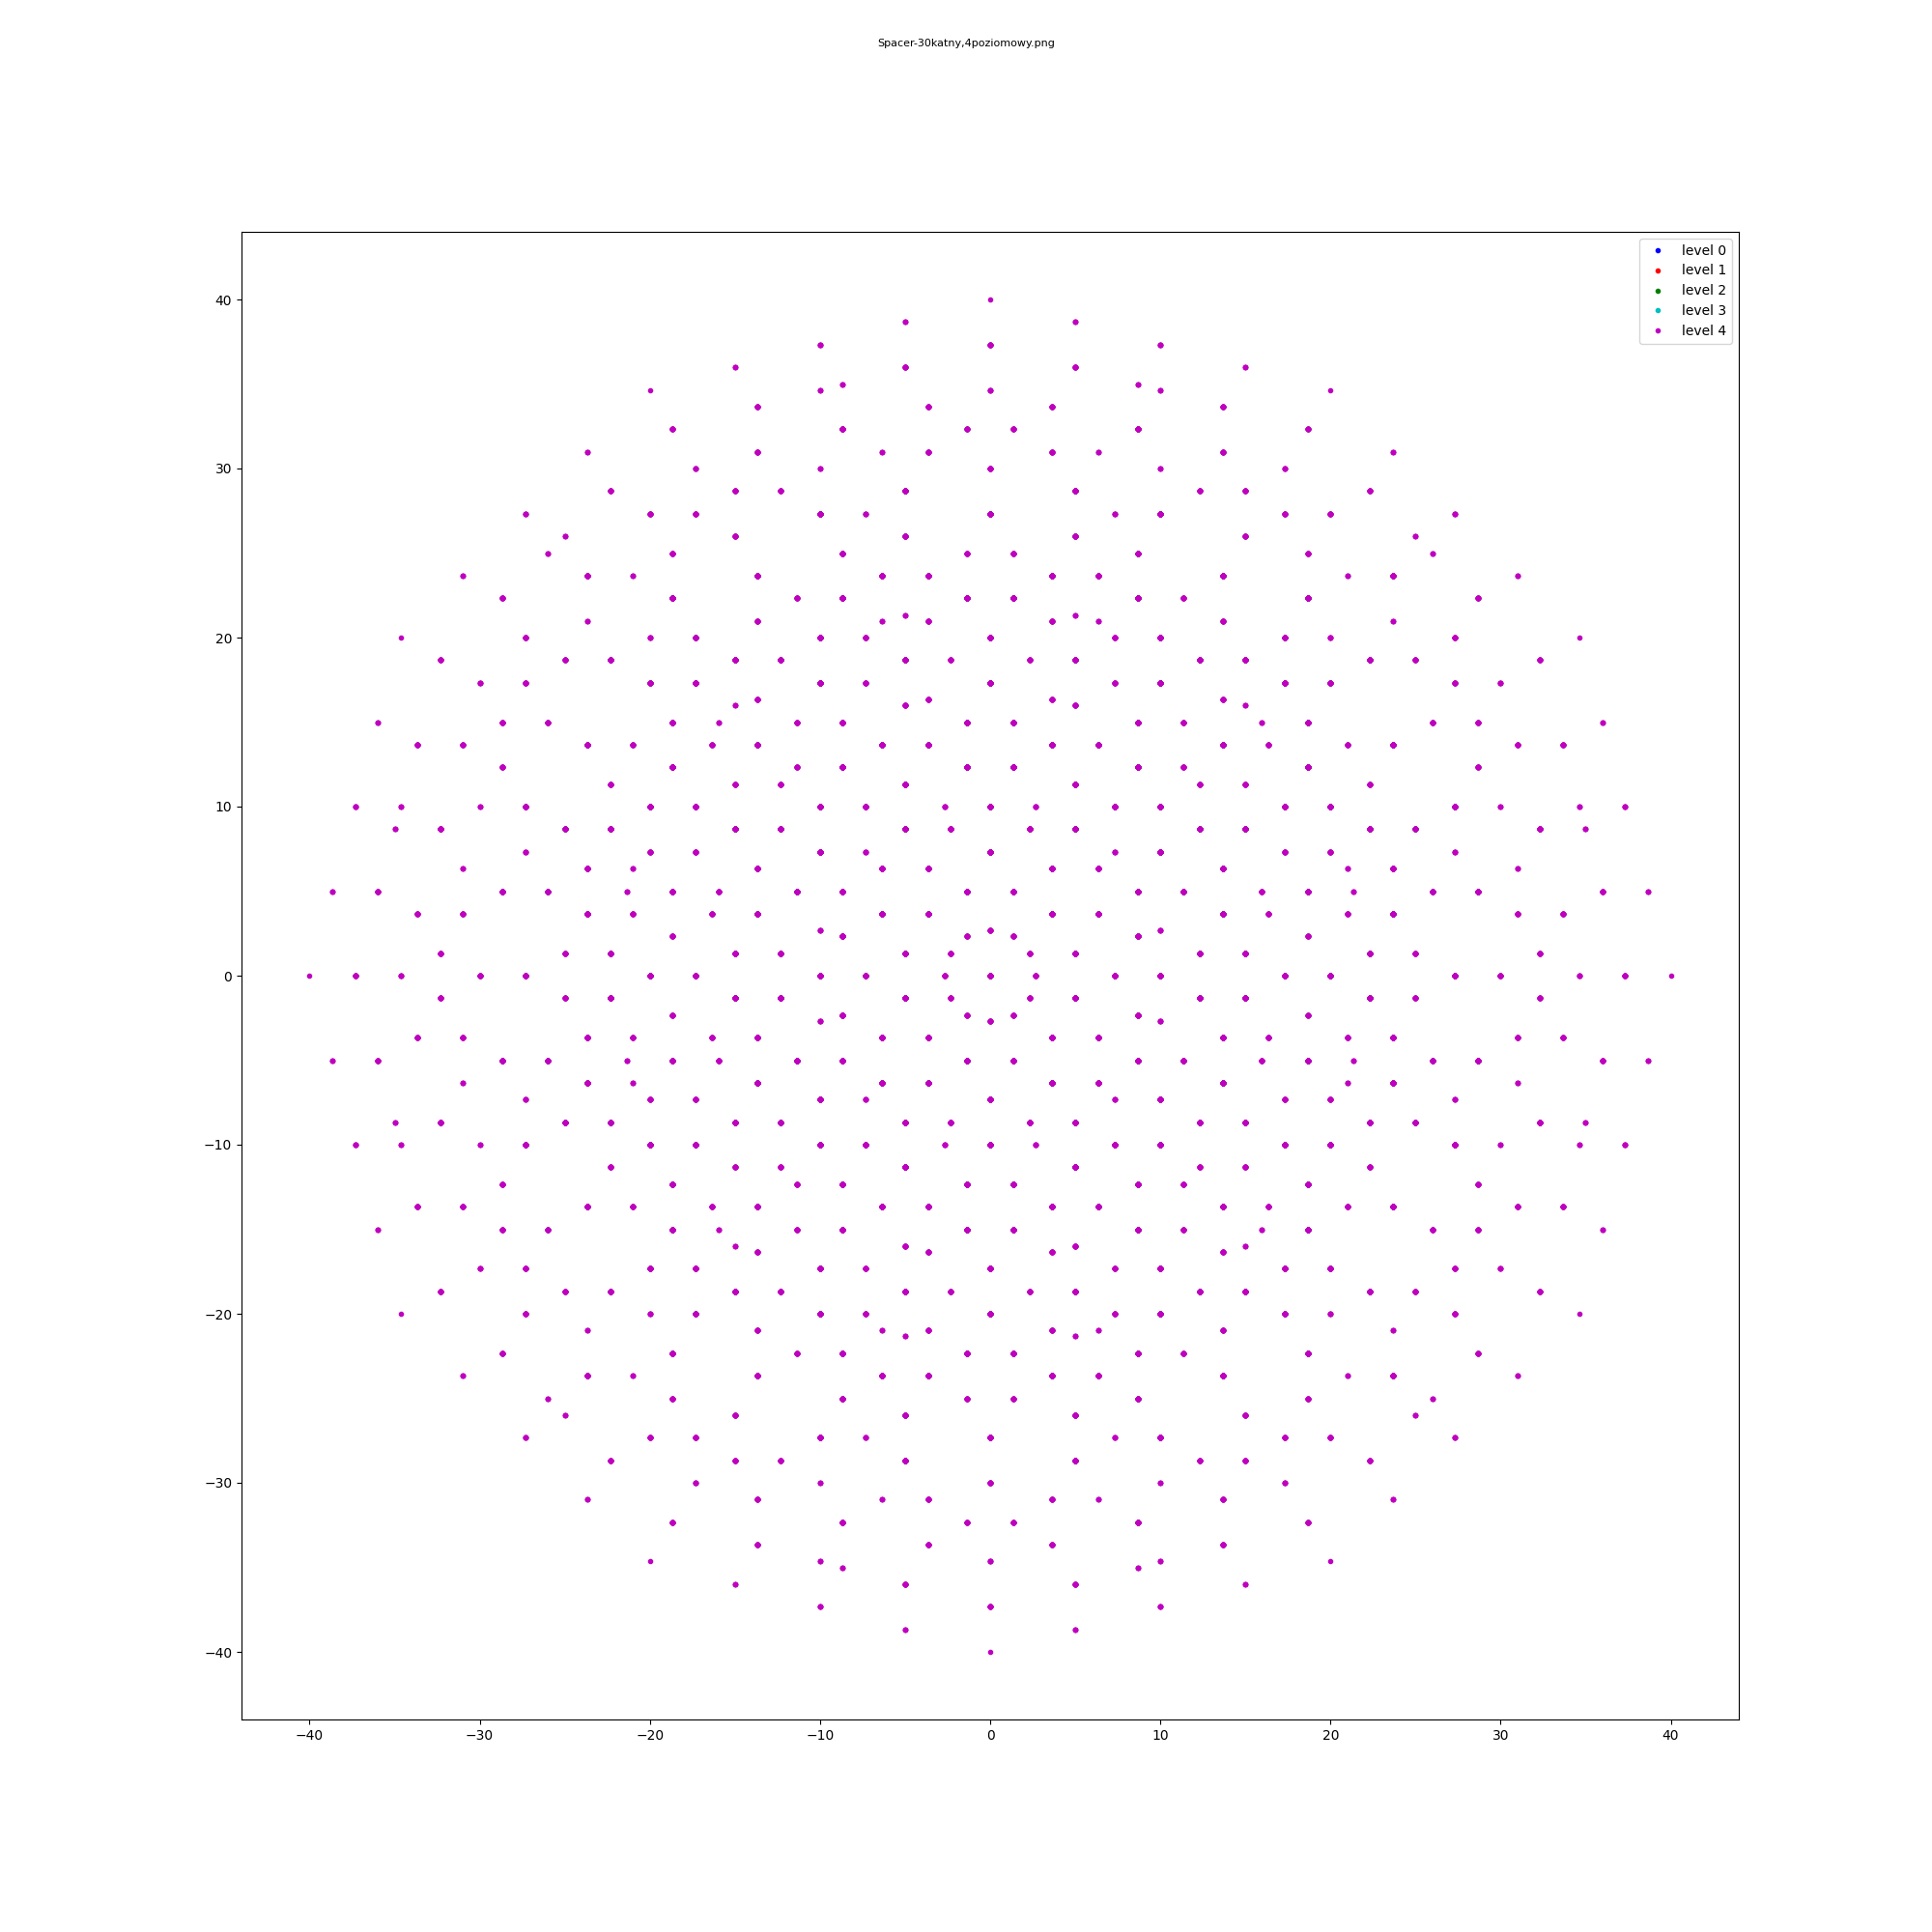 Spacer-30katny,4poziomowy.png
level 0
level 1
level 2
level 3
level 4
40
30
20
10
0
−10
−20
−30
−40
−40 −30 −20 −10 0 10 20 30 40